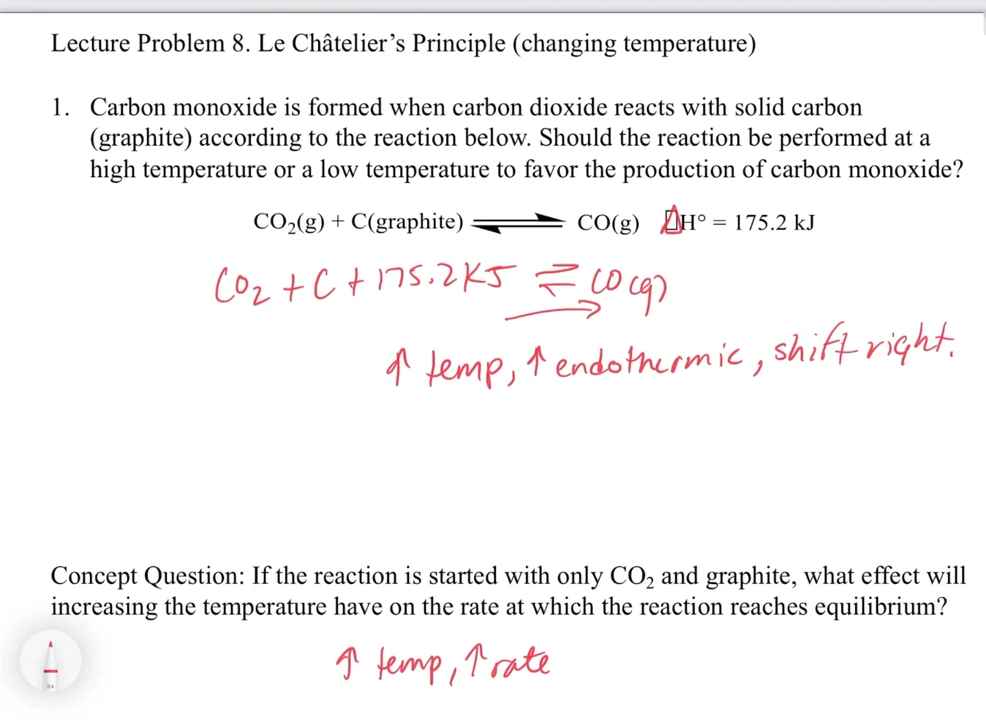 Lecture Problem 8. Le Châtelier's Principle (changing temperature)
1. Carbon monoxide is formed when carbon dioxide reacts with solid carbon
(graphite) according to the reaction below. Should the reaction be performed at a
high temperature or a low temperature to favor the production of carbon monoxide?
CO₂(g) + C(graphite) ⇌ CO(g) ΔH° = 175.2 kJ
CO₂ + C + 175.2KJ ⇌ CO(g)
→
↑ temp, ↑ endothermic, shift right.
Concept Question: If the reaction is started with only CO₂ and graphite, what effect will
increasing the temperature have on the rate at which the reaction reaches equilibrium?
↑ temp, ↑ rate